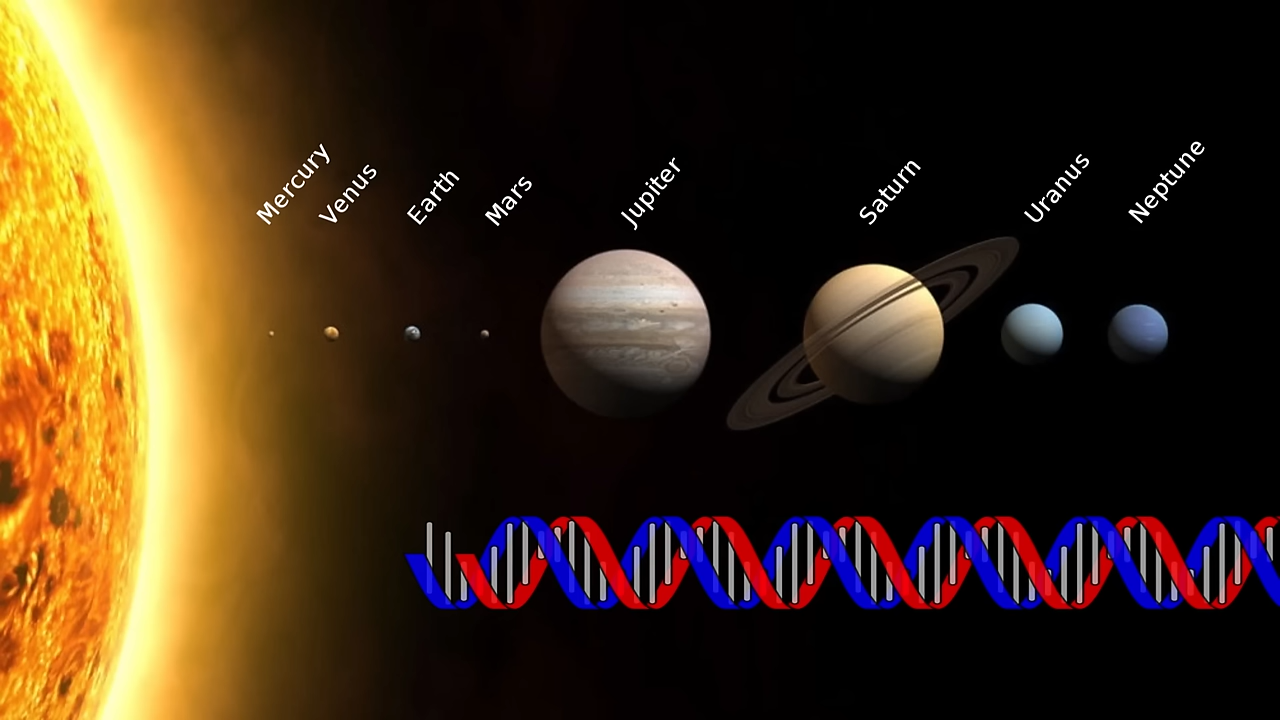 Mercury
Venus
Earth
Mars
Jupiter
Saturn
Uranus
Neptune